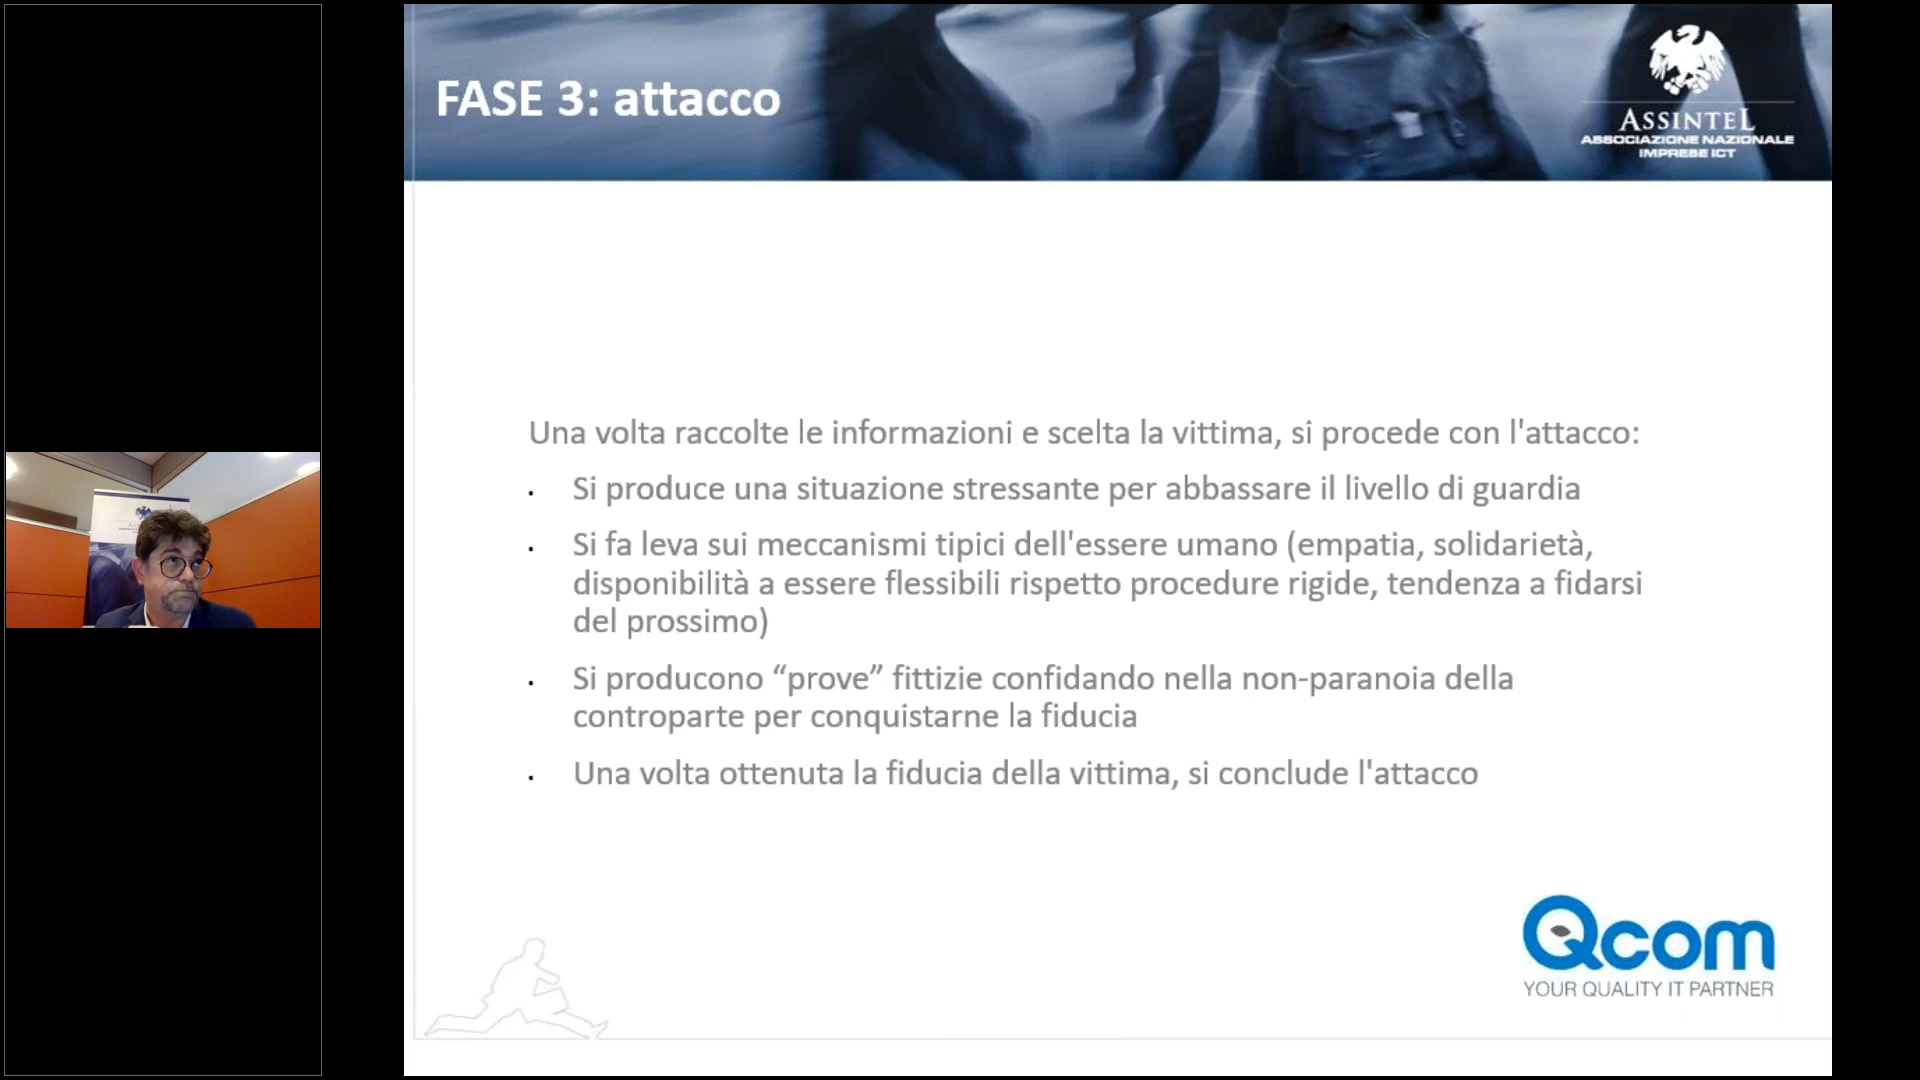 FASE 3: attacco
ASSINTEL
ASSOCIAZIONE NAZIONALE
IMPRESE ICT
Una volta raccolte le informazioni e scelta la vittima, si procede con l'attacco:
• Si produce una situazione stressante per abbassare il livello di guardia
• Si fa leva sui meccanismi tipici dell'essere umano (empatia, solidarietà,
disponibilità a essere flessibili rispetto procedure rigide, tendenza a fidarsi
del prossimo)
• Si producono “prove” fittizie confidando nella non-paranoia della
controparte per conquistarne la fiducia
• Una volta ottenuta la fiducia della vittima, si conclude l'attacco
Qcom
YOUR QUALITY IT PARTNER